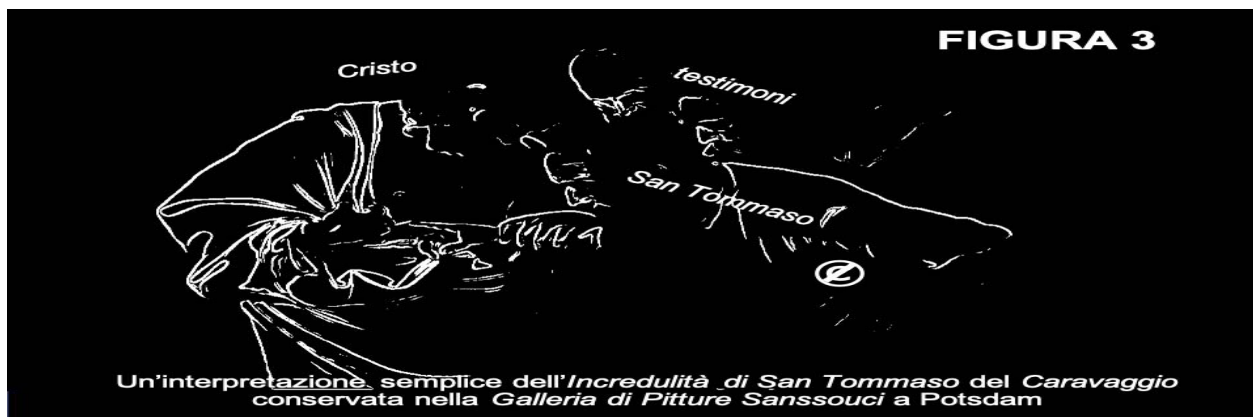 FIGURA 3
Cristo
testimoni
San Tommaso
Un'interpretazione semplice dell'Incredulità di San Tommaso del Caravaggio
conservata nella Galleria di Pitture Sanssouci a Potsdam